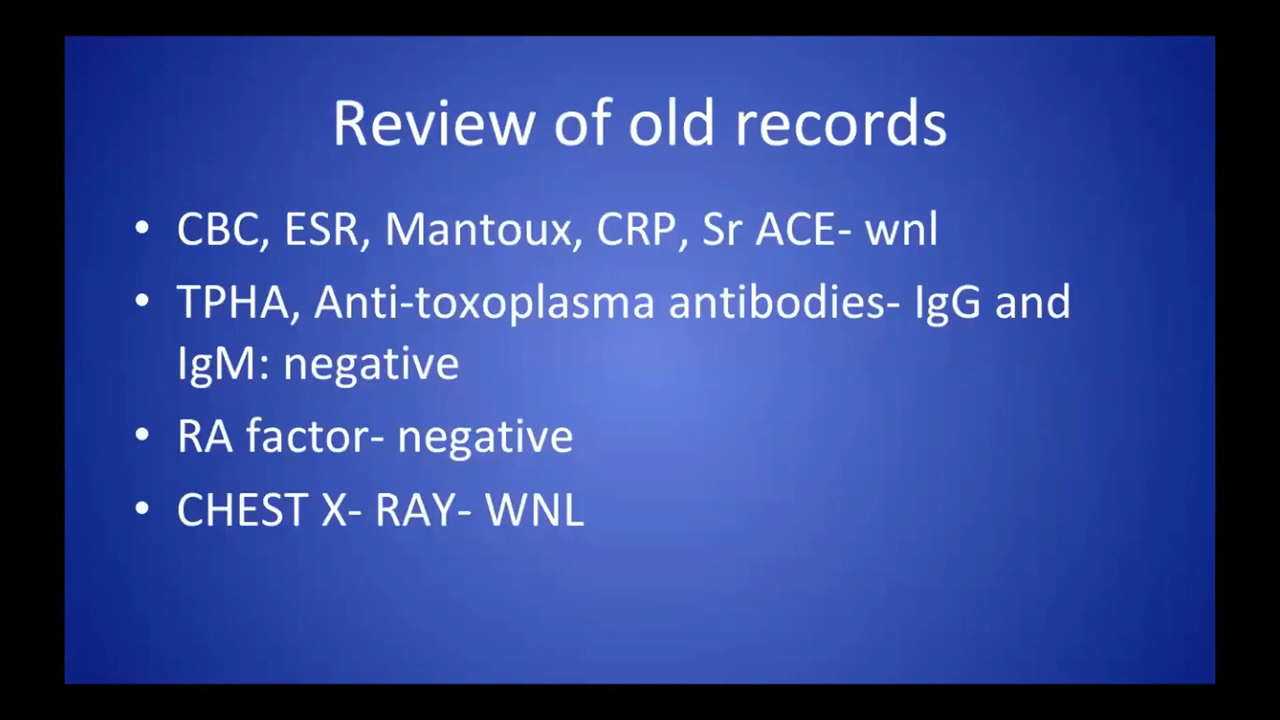 Review of old records
• CBC, ESR, Mantoux, CRP, Sr ACE- wnl
• TPHA, Anti-toxoplasma antibodies- IgG and
IgM: negative
• RA factor- negative
• CHEST X- RAY- WNL